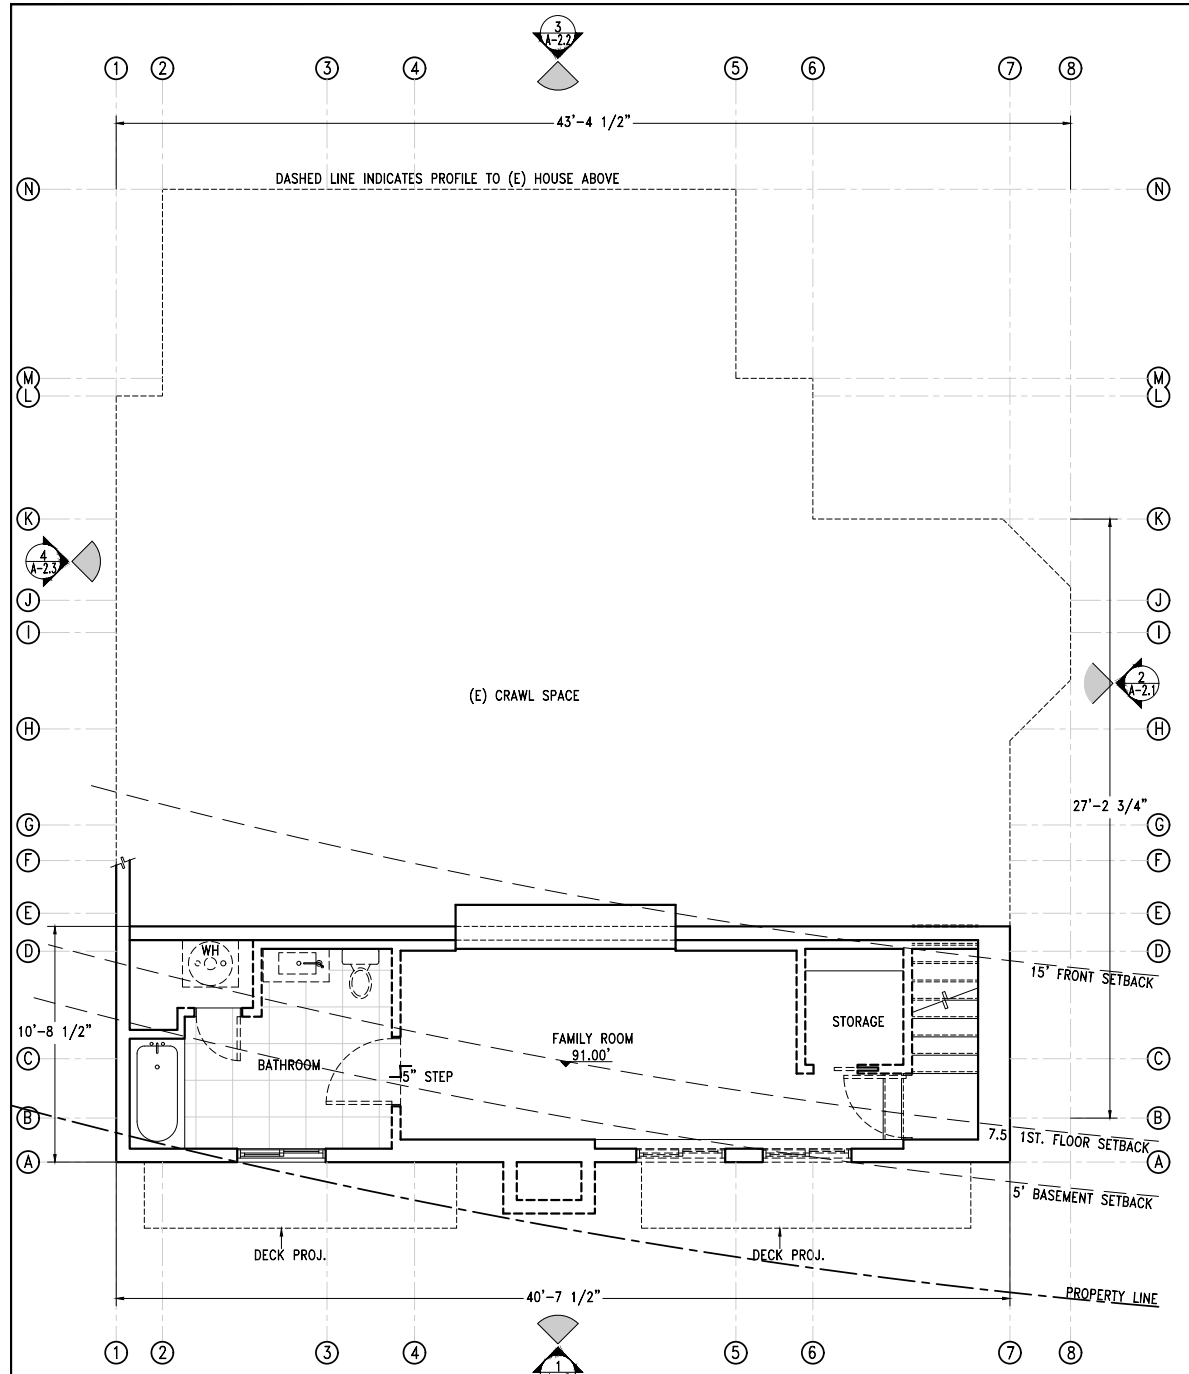 3
A-2.2
1 2 3 4 5 6 7 8
43'-4 1/2"
DASHED LINE INDICATES PROFILE TO (E) HOUSE ABOVE
N N
M M
L L
K K
4
A-2.3
J J
I I
2
A-2.1
(E) CRAWL SPACE
H H
27'-2 3/4"
G G
F F
E E
D WH D
15' FRONT SETBACK
10'-8 1/2"
STORAGE
FAMILY ROOM
91.00'
C BATHROOM C
5" STEP
B B
7.5 1ST. FLOOR SETBACK
A A
5' BASEMENT SETBACK
DECK PROJ. DECK PROJ.
40'-7 1/2"
PROPERTY LINE
1 2 3 4 5 6 7 8
1